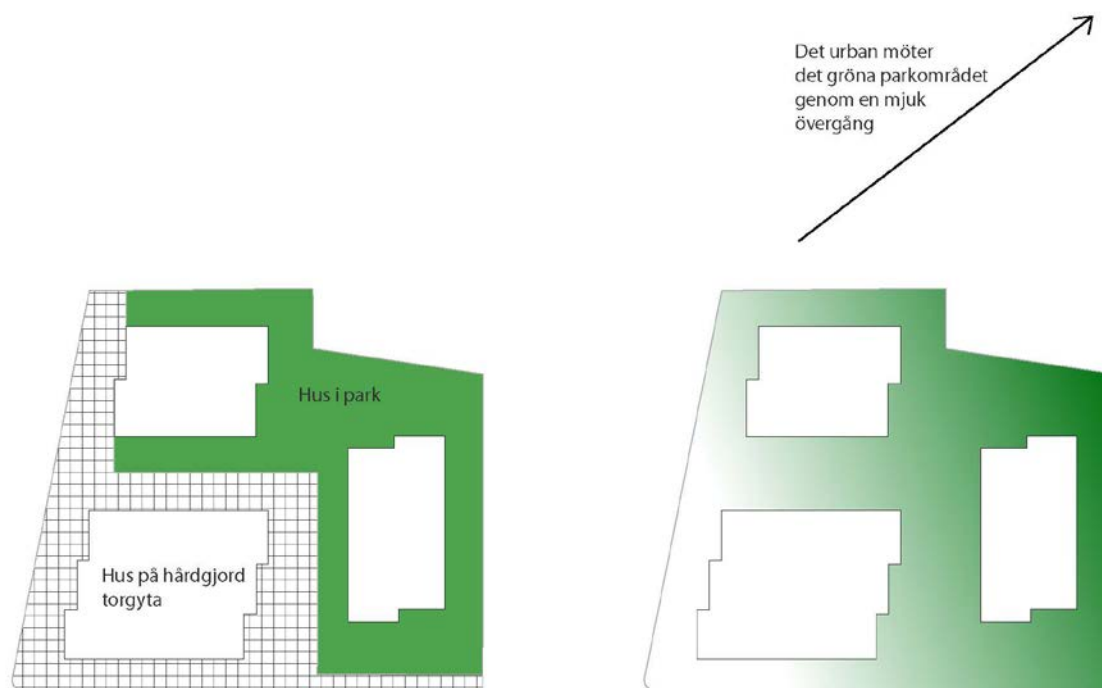 Det urban möter
det gröna parkområdet
genom en mjuk
övergång
Hus i park
Hus på hårdgjord
torgyta